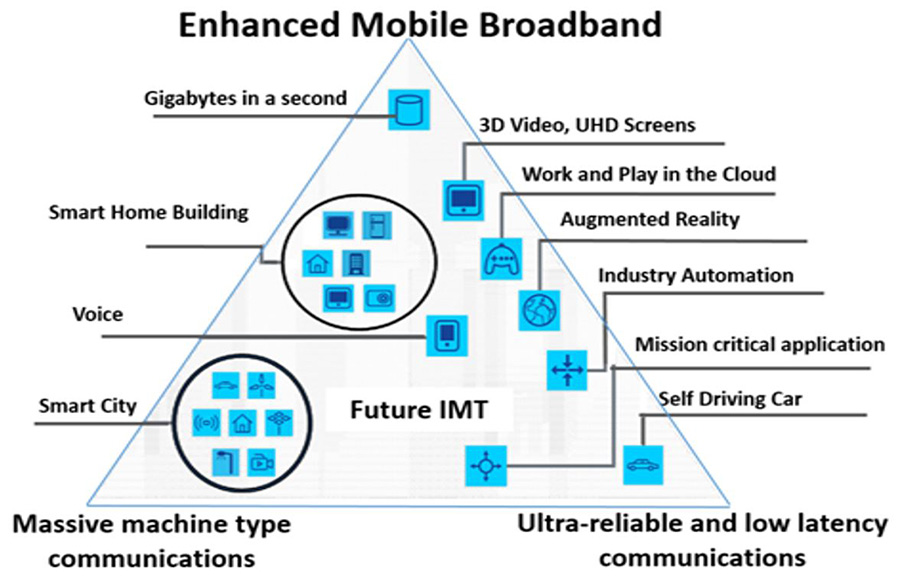 Enhanced Mobile Broadband
Gigabytes in a second
3D Video, UHD Screens
Work and Play in the Cloud
Smart Home Building
Augmented Reality
Industry Automation
Voice
Mission critical application
Smart City
Future IMT
Self Driving Car
Massive machine type
communications
Ultra-reliable and low latency
communications